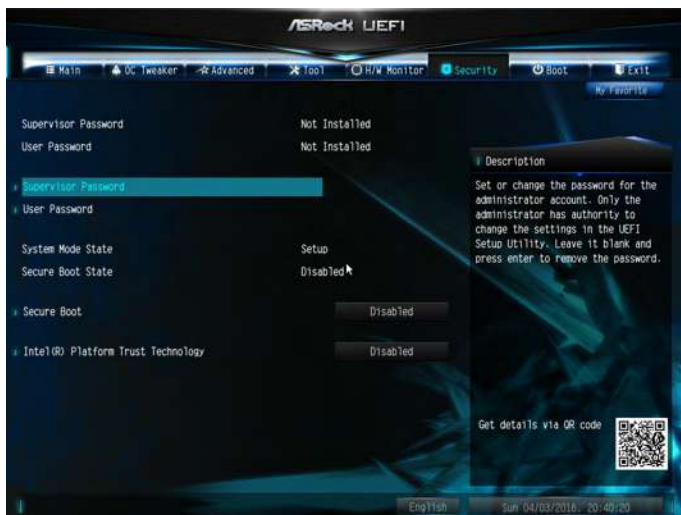 ASRock UEFI
Main OC Tweaker Advanced Tool H/W Monitor Security Boot Exit
My Favorite
Supervisor Password Not Installed
User Password Not Installed
Supervisor Password
User Password
System Mode State Setup
Secure Boot State Disabled
Secure Boot Disabled
Intel(R) Platform Trust Technology Disabled
Description
Set or change the password for the
administrator account. Only the
administrator has authority to
change the settings in the UEFI
Setup Utility. Leave it blank and
press enter to remove the password.
Get details via QR code
English Sun 04/03/2016. 20:40:20